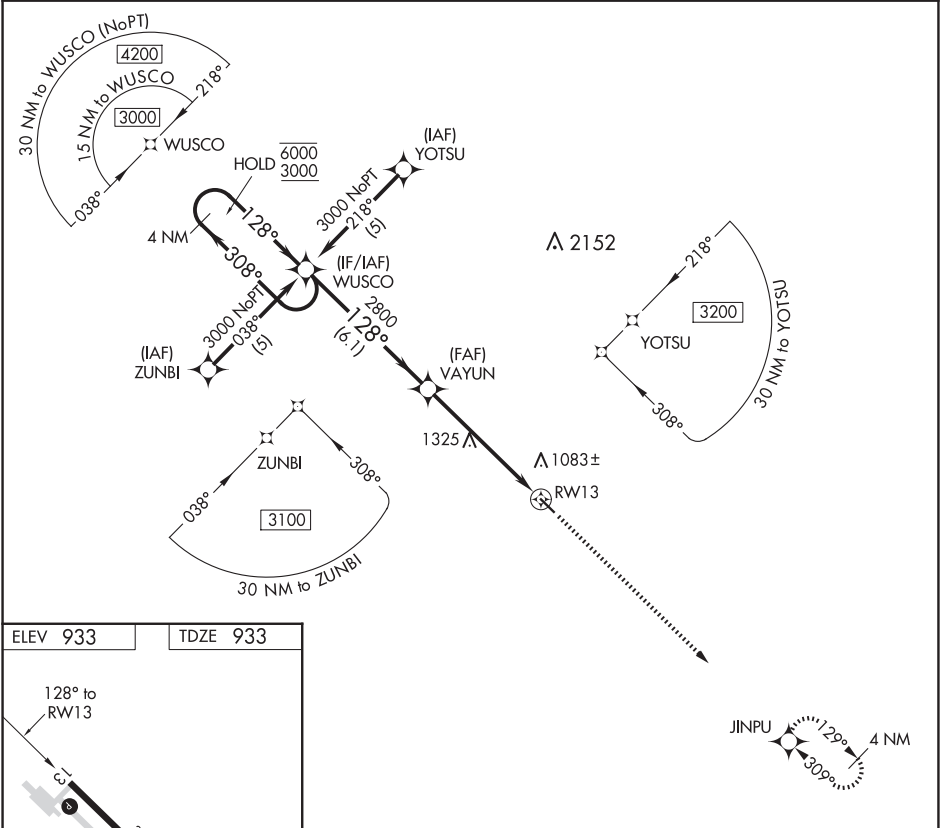 30 NM to WUSCO (NoPT)
4200
15 NM to WUSCO
3000
218°
WUSCO
038°
HOLD
6000
3000
4 NM
128°
308°
(IAF)
YOTSU
3000 NoPT
218°
(5)
(IF/IAF)
WUSCO
2152
3000 NoPT
038°
(5)
(IAF)
ZUNBI
2800
128°
(6.1)
(FAF)
VAYUN
218°
3200
YOTSU
308°
30 NM to YOTSU
1325
1083±
RW13
ZUNBI
038°
308°
3100
30 NM to ZUNBI
ELEV 933
TDZE 933
128° to
RW13
13
P
JINPU
129°
309°
4 NM